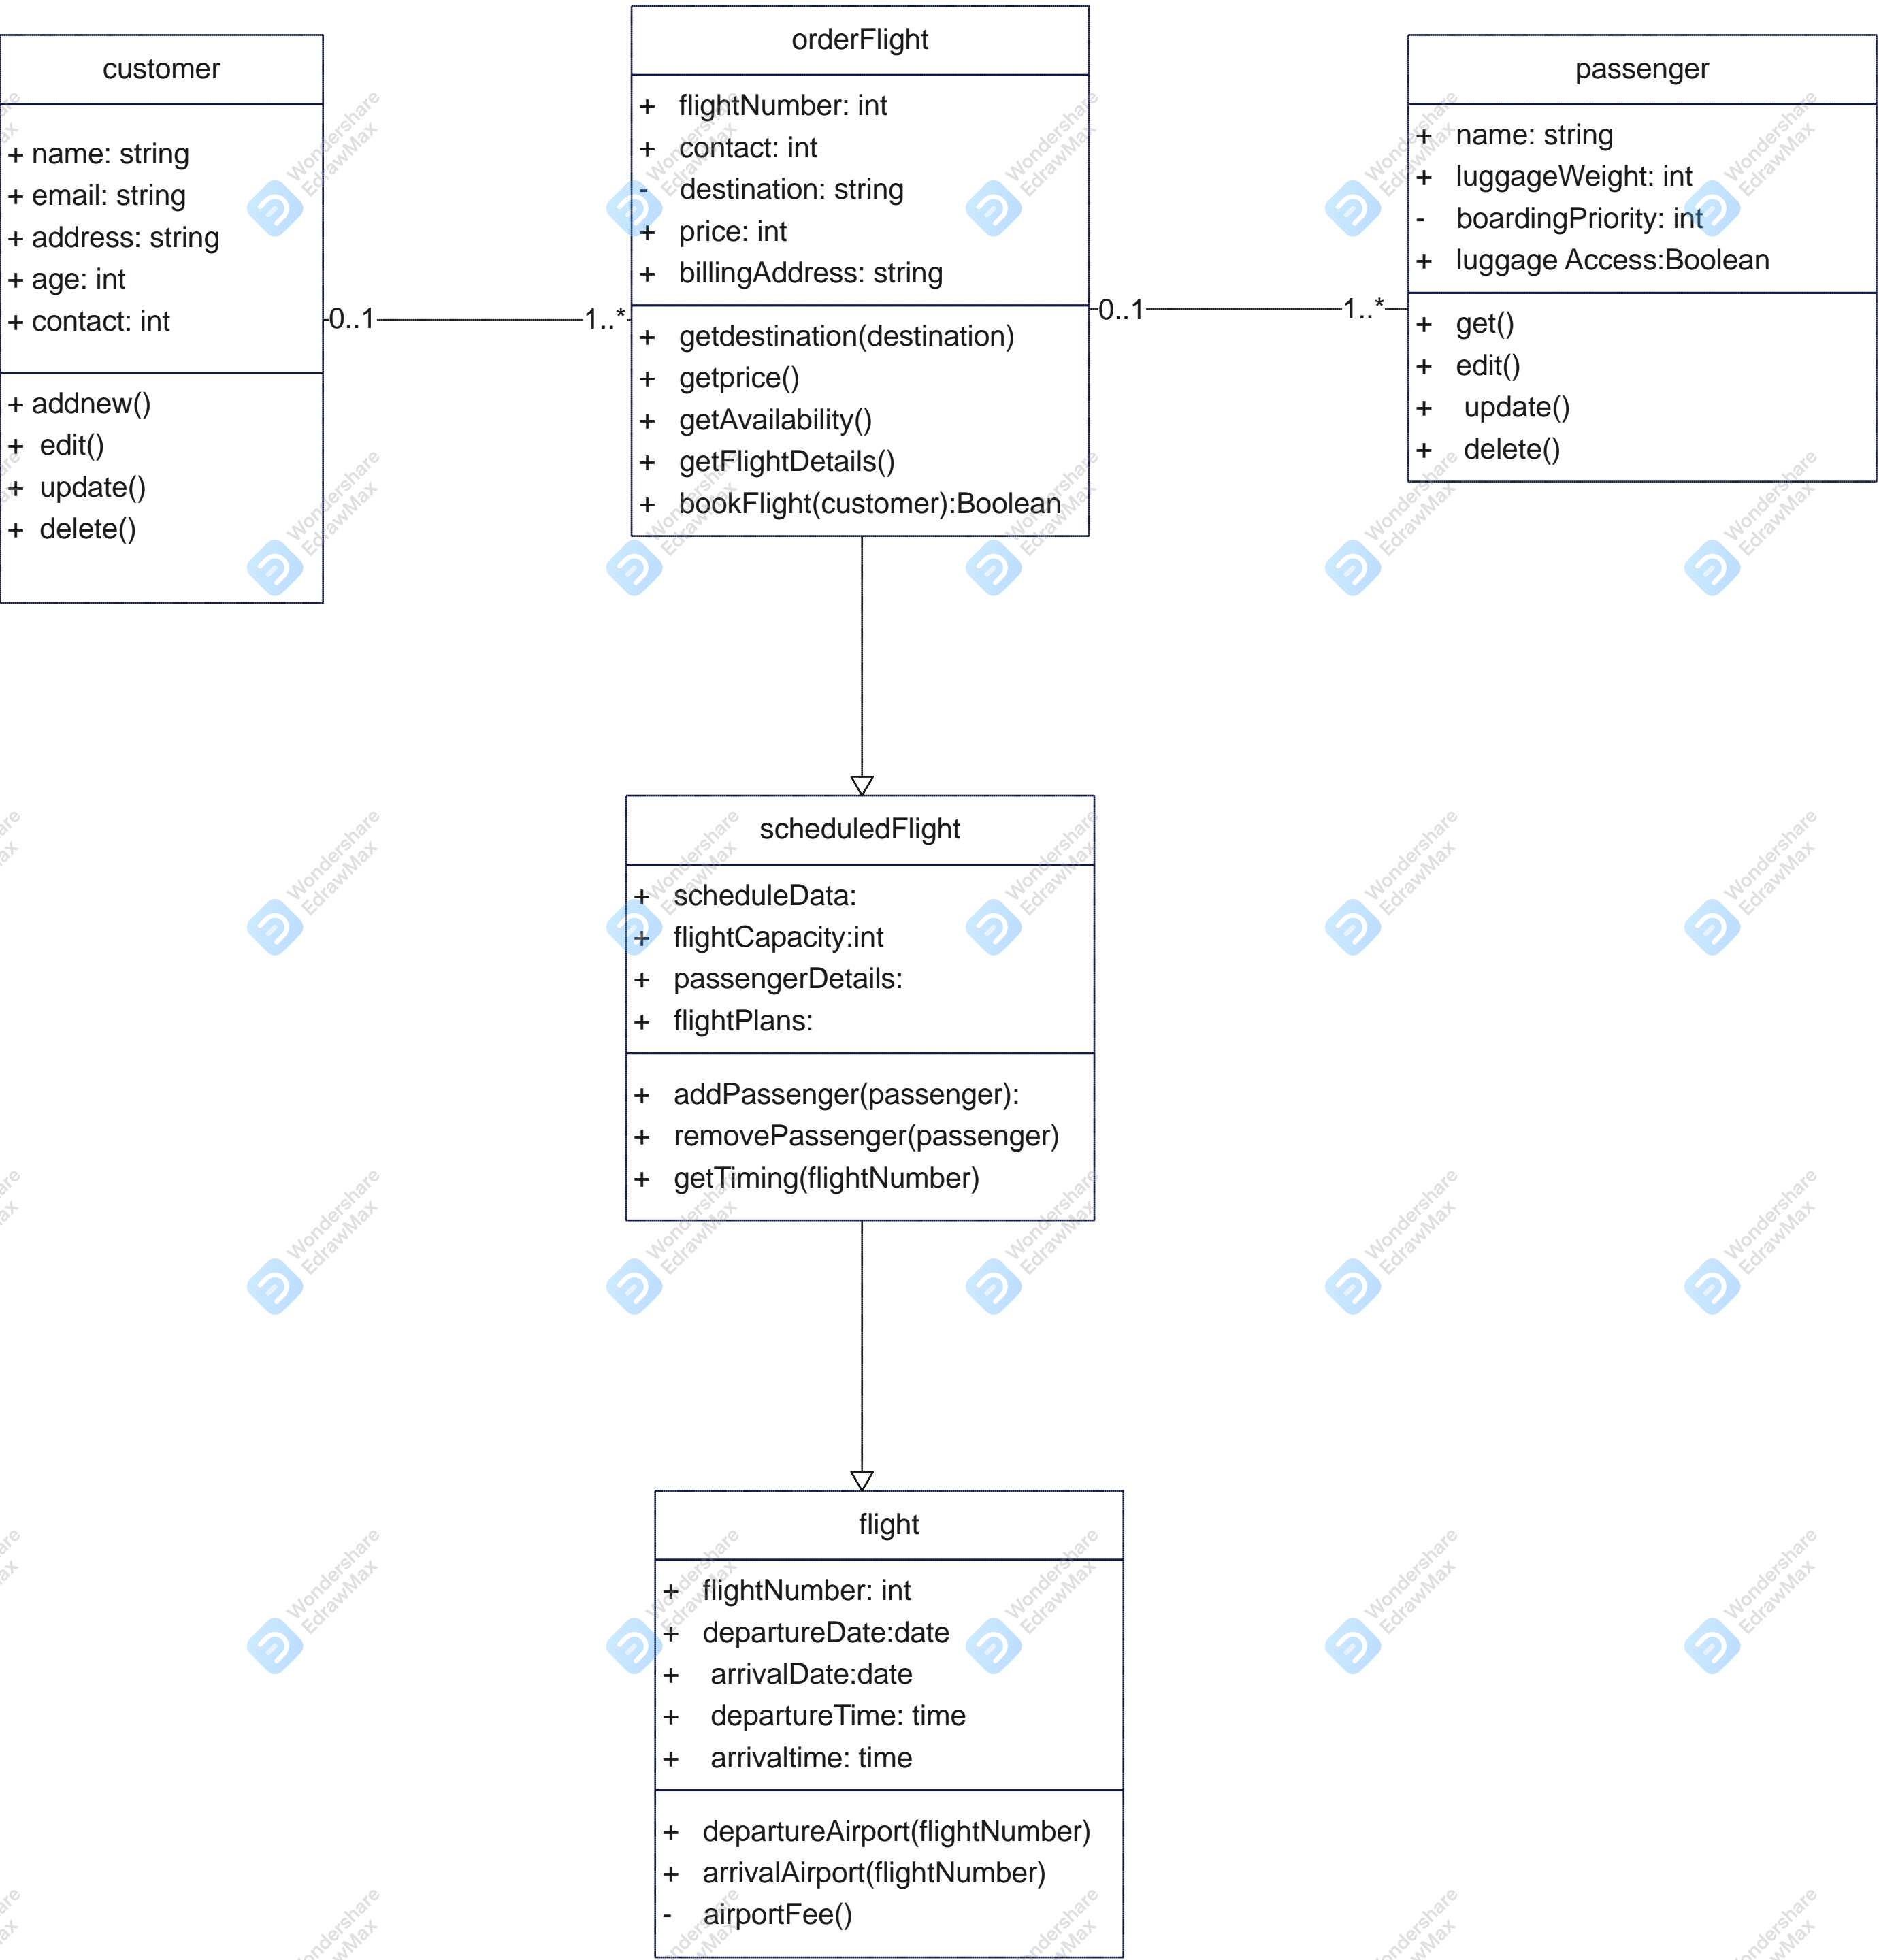 customer
+ name: string
+ email: string
+ address: string
+ age: int
+ contact: int
+ addnew()
+ edit()
+ update()
+ delete()
0..1
1..*
orderFlight
+ flightNumber: int
+ contact: int
- destination: string
+ price: int
+ billingAddress: string
+ getdestination(destination)
+ getprice()
+ getAvailability()
+ getFlightDetails()
+ bookFlight(customer):Boolean
0..1
1..*
passenger
+ name: string
+ luggageWeight: int
- boardingPriority: int
+ luggage Access:Boolean
+ get()
+ edit()
+ update()
+ delete()
scheduledFlight
+ scheduleData:
+ flightCapacity:int
+ passengerDetails:
+ flightPlans:
+ addPassenger(passenger):
+ removePassenger(passenger)
+ getTiming(flightNumber)
flight
+ flightNumber: int
+ departureDate:date
+ arrivalDate:date
+ departureTime: time
+ arrivaltime: time
+ departureAirport(flightNumber)
+ arrivalAirport(flightNumber)
- airportFee()
Wondershare
EdrawMax